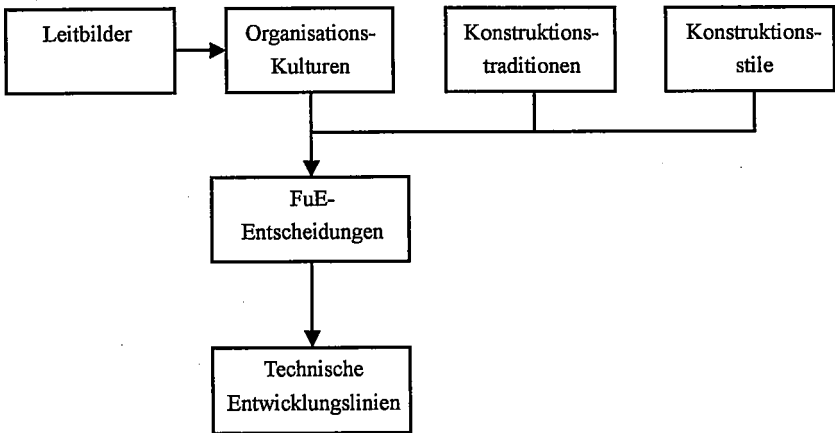 Leitbilder
Organisations-
Kulturen
Konstruktions-
traditionen
Konstruktions-
stile
FuE-
Entscheidungen
Technische
Entwicklungslinien